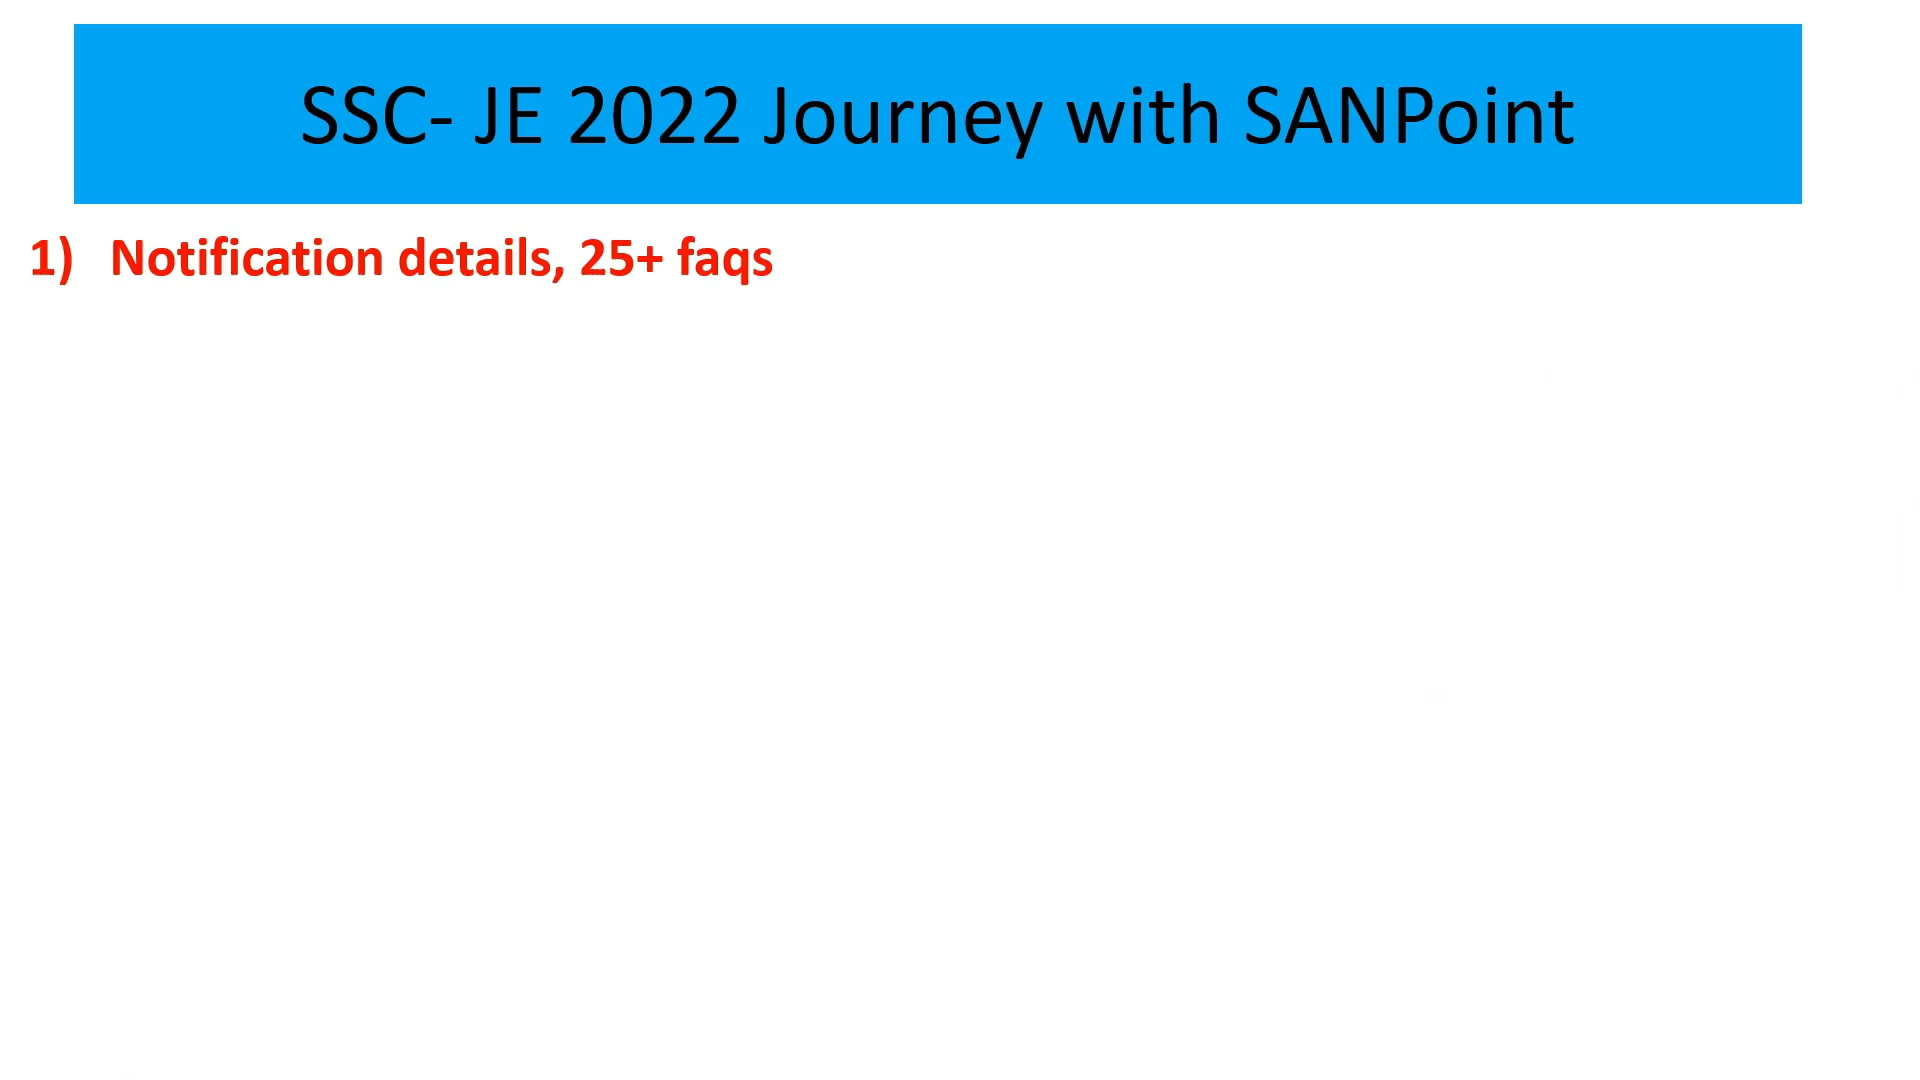 SSC- JE 2022 Journey with SANPoint
1) Notification details, 25+ faqs